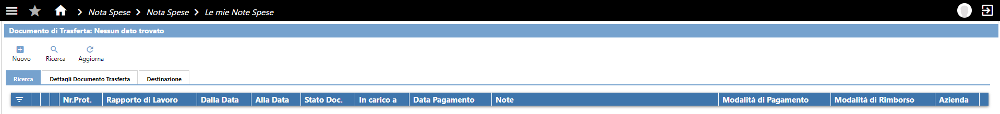 Nota Spese Nota Spese Le mie Note Spese
Documento di Trasferta: Nessun dato trovato
Nuovo Ricerca Aggiorna
Ricerca Dettagli Documento Trasferta Destinazione
Nr.Prot. Rapporto di Lavoro Dalla Data Alla Data Stato Doc. In carico a Data Pagamento Note Modalità di Pagamento Modalità di Rimborso Azienda